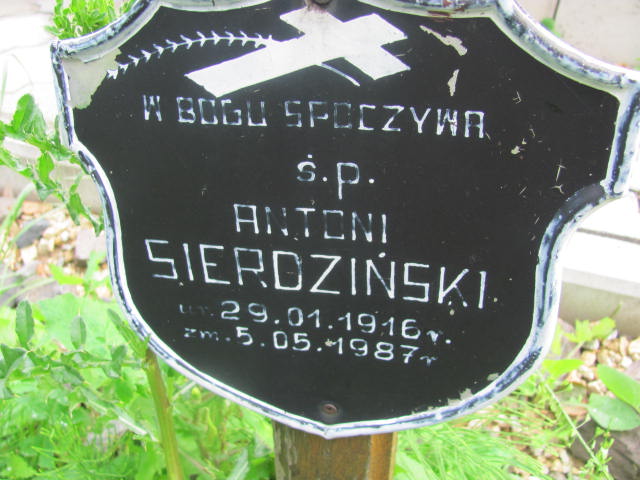 W BOGU SPOCZYWA
ś.p.
ANTONI
SIERDZIŃSKI
ur. 29.01.1916 r.
zm. 5.05.1987 r